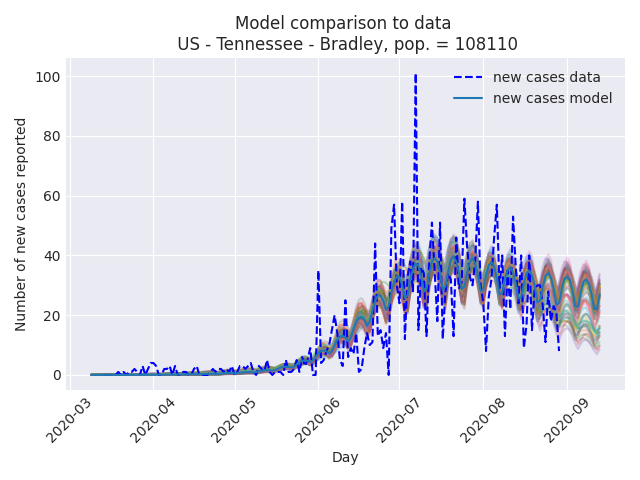 Model comparison to data
US - Tennessee - Bradley, pop. = 108110
new cases data
new cases model
Number of new cases reported
100
80
60
40
20
0
2020-03
2020-04
2020-05
2020-06
2020-07
2020-08
2020-09
Day